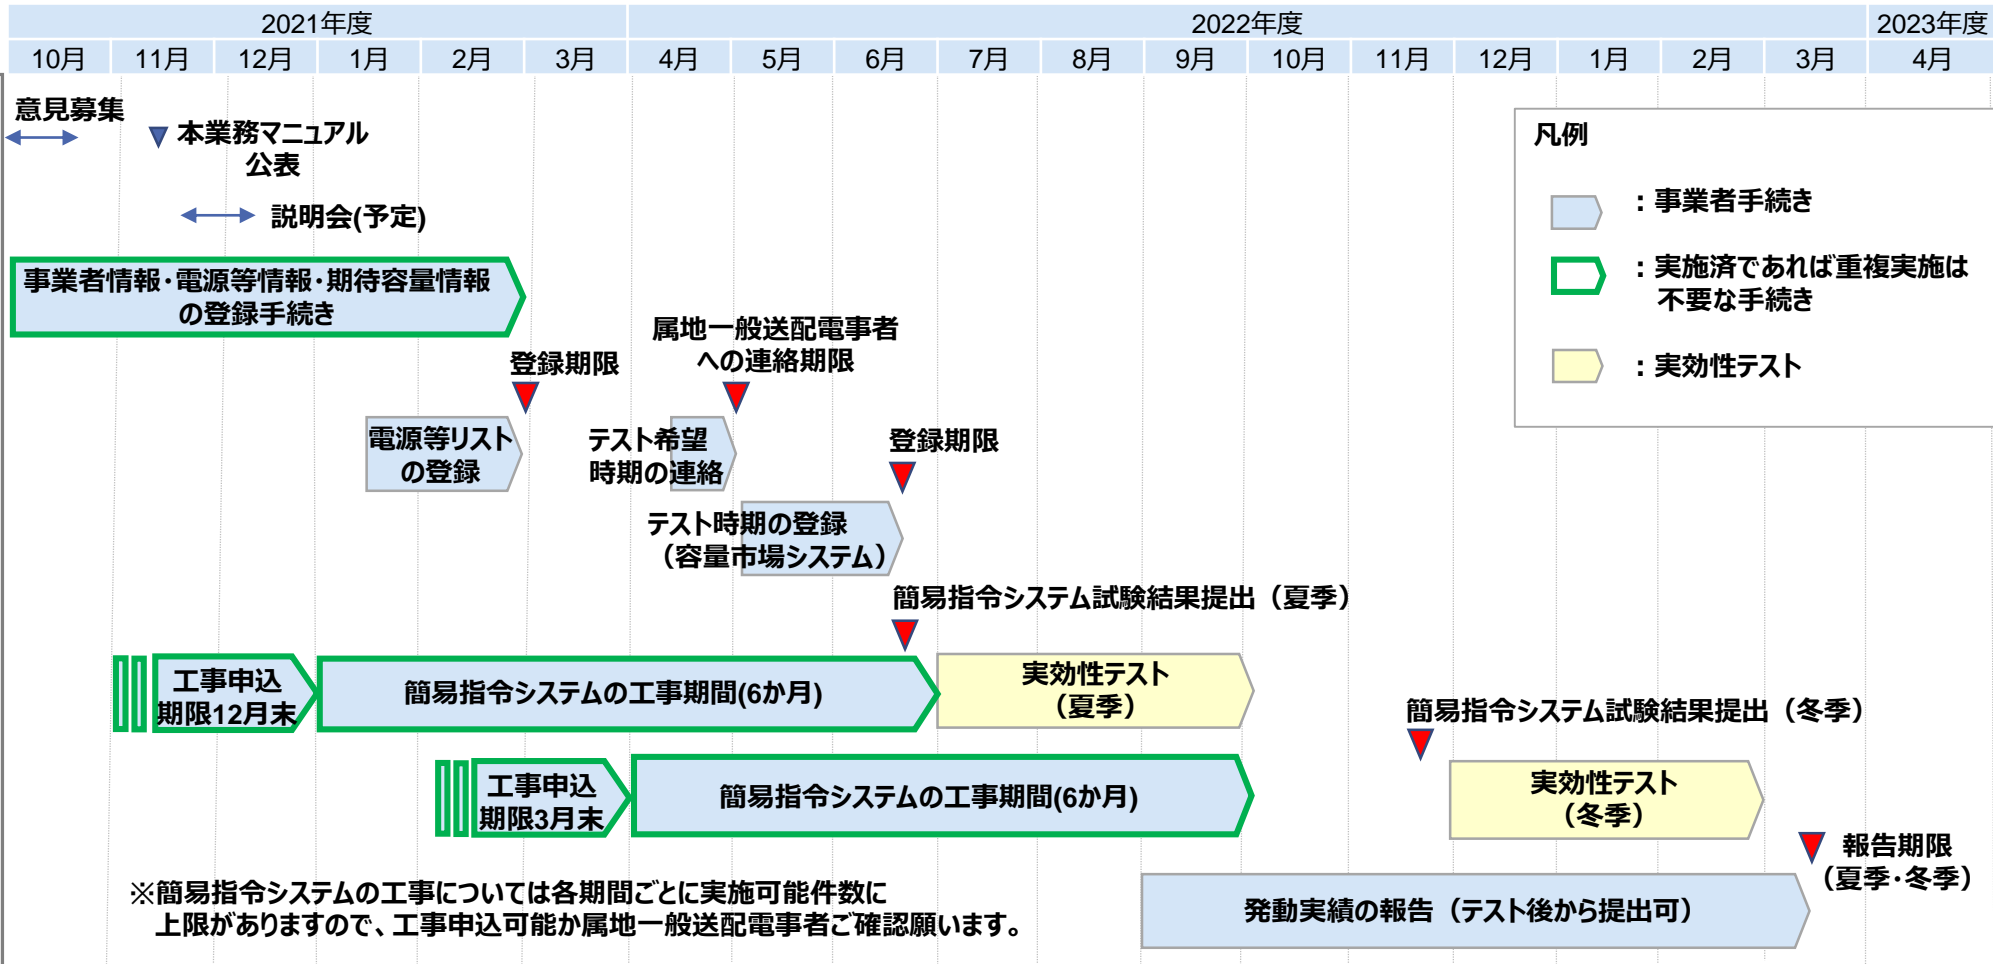 2021年度
2022年度
2023年度
10月
11月
12月
1月
2月
3月
4月
5月
6月
7月
8月
9月
10月
11月
12月
1月
2月
3月
4月
意見募集
本業務マニュアル
公表
説明会(予定)
凡例
：事業者手続き
：実施済であれば重複実施は
不要な手続き
：実効性テスト
事業者情報・電源等情報・期待容量情報
の登録手続き
登録期限
属地一般送配電事者
への連絡期限
電源等リスト
の登録
テスト希望
時期の連絡
登録期限
テスト時期の登録
（容量市場システム）
簡易指令システム試験結果提出（夏季）
工事申込
期限12月末
簡易指令システムの工事期間(6か月)
実効性テスト
（夏季）
簡易指令システム試験結果提出（冬季）
工事申込
期限3月末
簡易指令システムの工事期間(6か月)
実効性テスト
（冬季）
報告期限
（夏季・冬季）
発動実績の報告（テスト後から提出可）
※簡易指令システムの工事については各期間ごとに実施可能件数に
上限がありますので、工事申込可能か属地一般送配電事者ご確認願います。